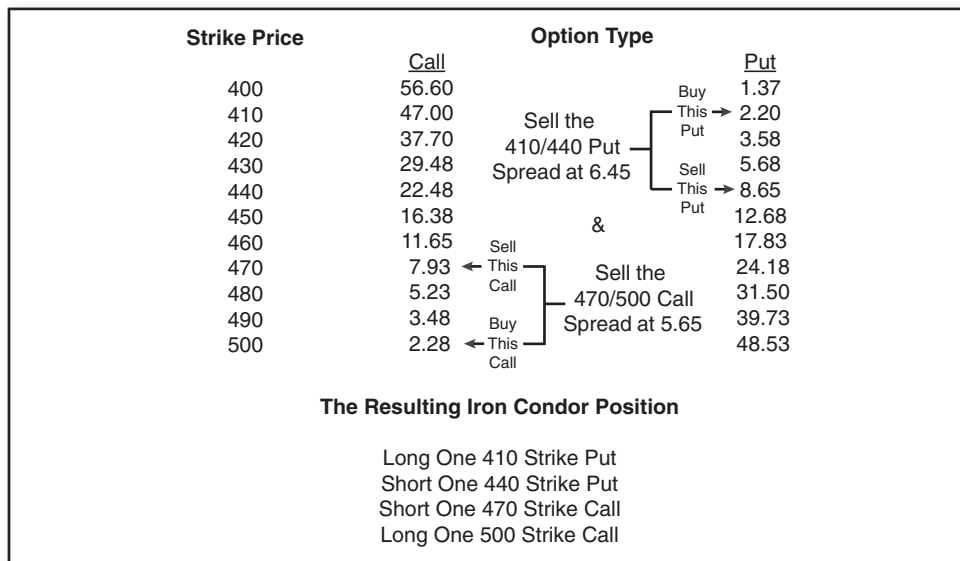 Strike Price Option Type
Call Put
400 56.60 1.37
410 47.00 Buy This Put 2.20
420 37.70 3.58
Sell the 410/440 Put Spread at 6.45
430 29.48 5.68
440 22.48 Sell This Put 8.65
450 16.38 12.68
&
460 11.65 17.83
470 7.93 Sell This Call 24.18
480 5.23 31.50
Sell the 470/500 Call Spread at 5.65
490 3.48 39.73
500 2.28 Buy This Call 48.53
The Resulting Iron Condor Position
Long One 410 Strike Put
Short One 440 Strike Put
Short One 470 Strike Call
Long One 500 Strike Call